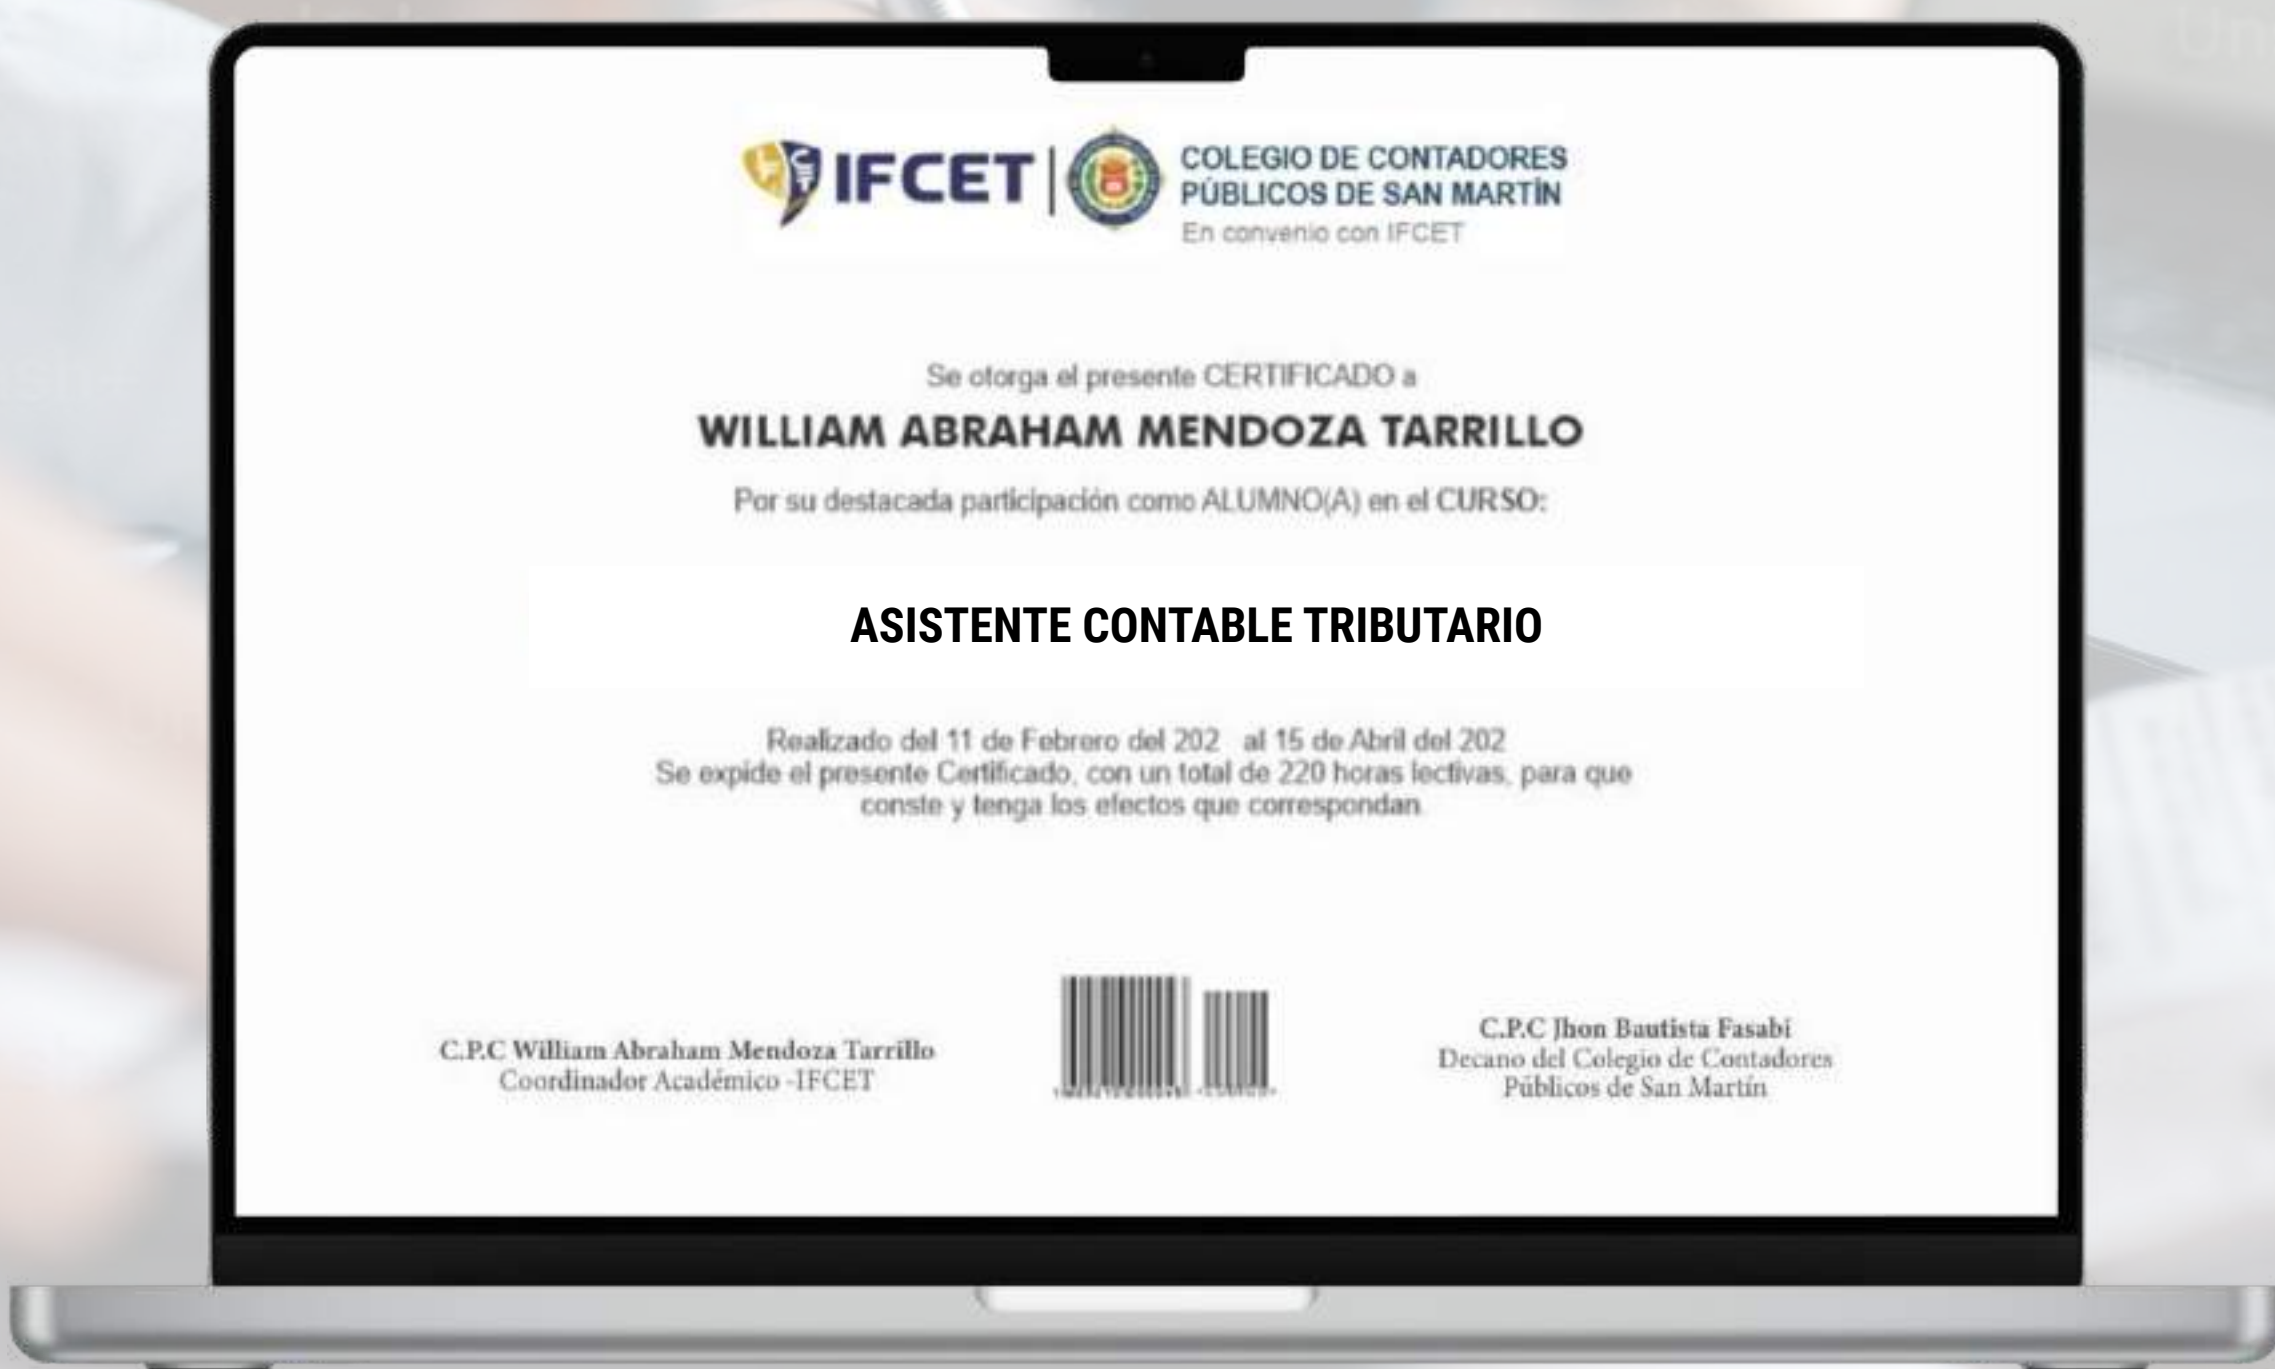 IFCET
COLEGIO DE CONTADORES
PÚBLICOS DE SAN MARTÍN
En convenio con IFCET
Se otorga el presente CERTIFICADO a
WILLIAM ABRAHAM MENDOZA TARRILLO
Por su destacada participación como ALUMNO(A) en el CURSO:
ASISTENTE CONTABLE TRIBUTARIO
Realizado del 11 de Febrero del 202 al 15 de Abril del 202
Se expide el presente Certificado, con un total de 220 horas lectivas, para que
conste y tenga los efectos que correspondan.
C.P.C William Abraham Mendoza Tarrillo
Coordinador Académico -IFCET
C.P.C Jhon Bautista Fasabi
Decano del Colegio de Contadores
Públicos de San Martín